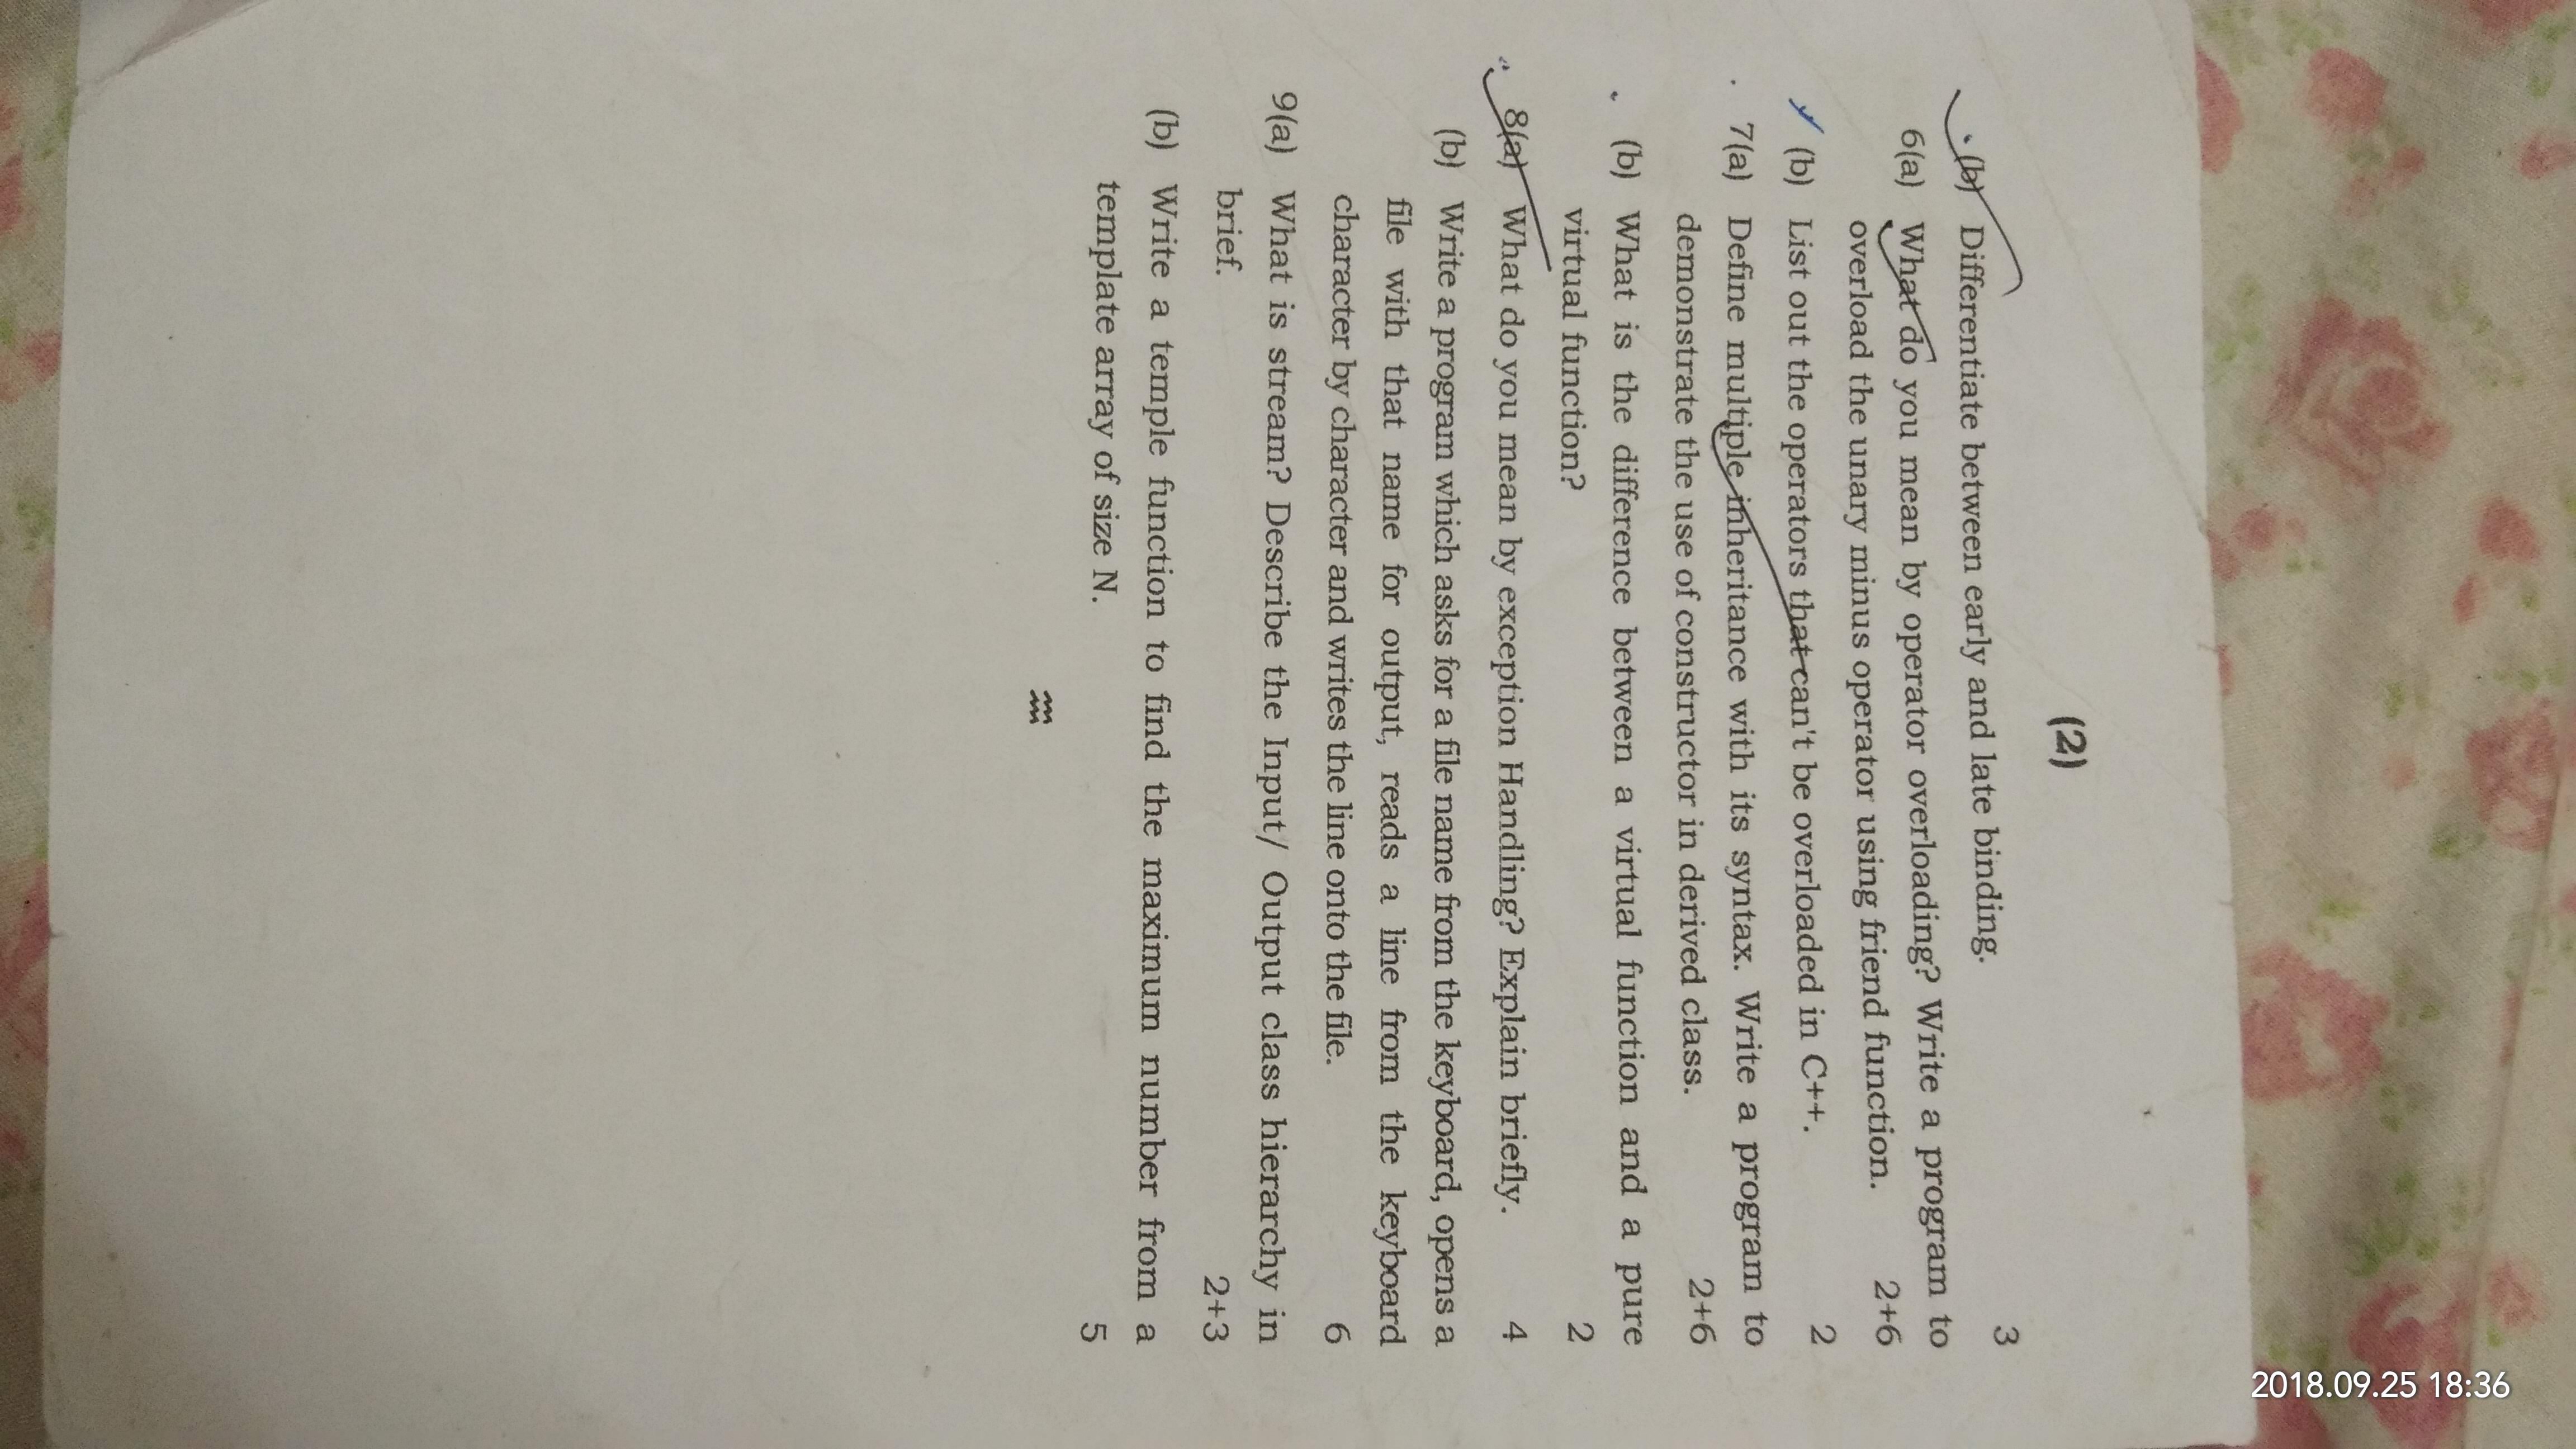 2018.09.25 18:36
(2)
(b) Differentiate between early and late binding. 3
6(a) What do you mean by operator overloading? Write a program to
overload the unary minus operator using friend function. 2+6
(b) List out the operators that can't be overloaded in C++. 2
7(a) Define multiple inheritance with its syntax. Write a program to
demonstrate the use of constructor in derived class. 2+6
(b) What is the difference between a virtual function and a pure
virtual function? 2
8(a) What do you mean by exception Handling? Explain briefly. 4
(b) Write a program which asks for a file name from the keyboard, opens a
file with that name for output, reads a line from the keyboard
character by character and writes the line onto the file. 6
9(a) What is stream? Describe the Input/ Output class hierarchy in
brief. 2+3
(b) Write a temple function to find the maximum number from a
template array of size N. 5